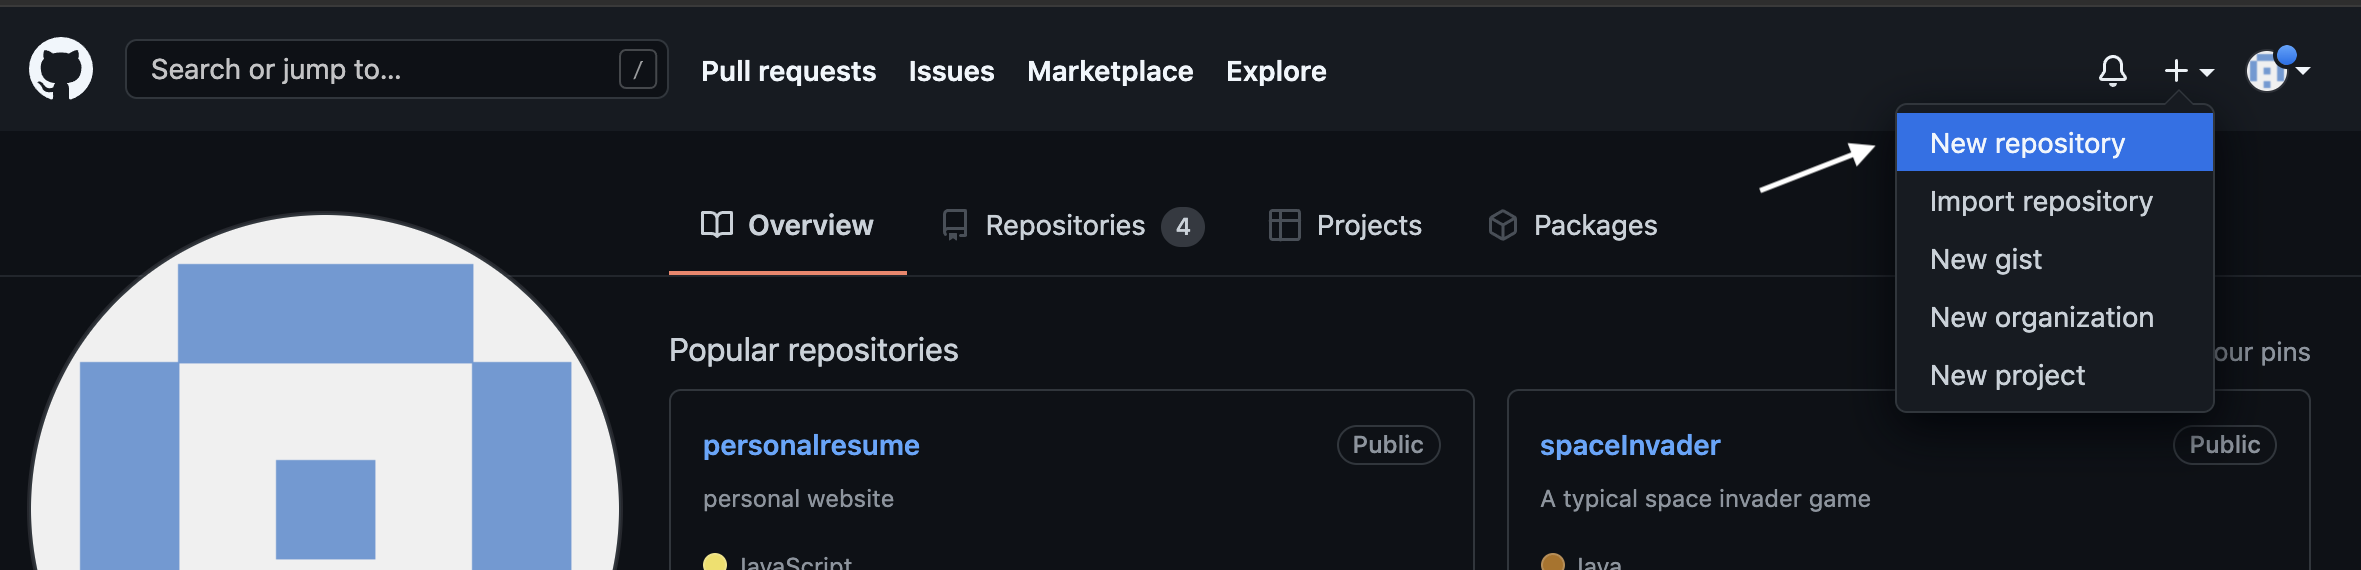 Search or jump to... /
Pull requests Issues Marketplace Explore
New repository
Import repository
New gist
New organization
New project
Overview Repositories 4 Projects Packages
Popular repositories
our pins
personalresume Public
personal website
JavaScript
spaceInvader Public
A typical space invader game
Java